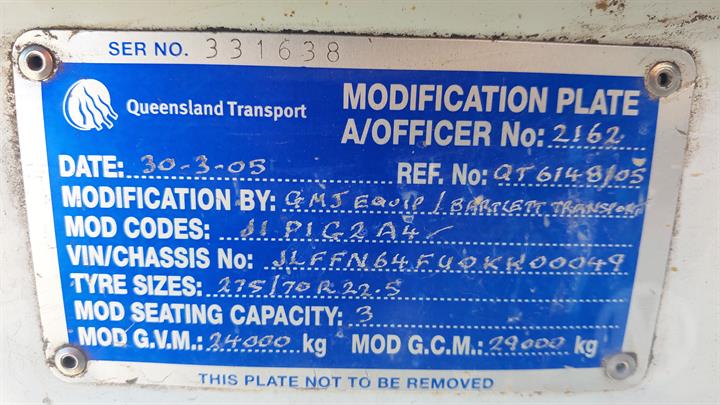 SER NO. 331638
Queensland Transport
MODIFICATION PLATE
A/OFFICER No: 2162
DATE: 30-3-05 REF. No: QT6148/05
MODIFICATION BY: GMJ EQUIP / BARTLETT TRANSPORT
MOD CODES: J1 P1 G2 A4
VIN/CHASSIS No: JLFFN64FU0KK00049
TYRE SIZES: 275/70 R 22.5
MOD SEATING CAPACITY: 3
MOD G.V.M.: 24000 kg MOD G.C.M.: 29000 kg
THIS PLATE NOT TO BE REMOVED